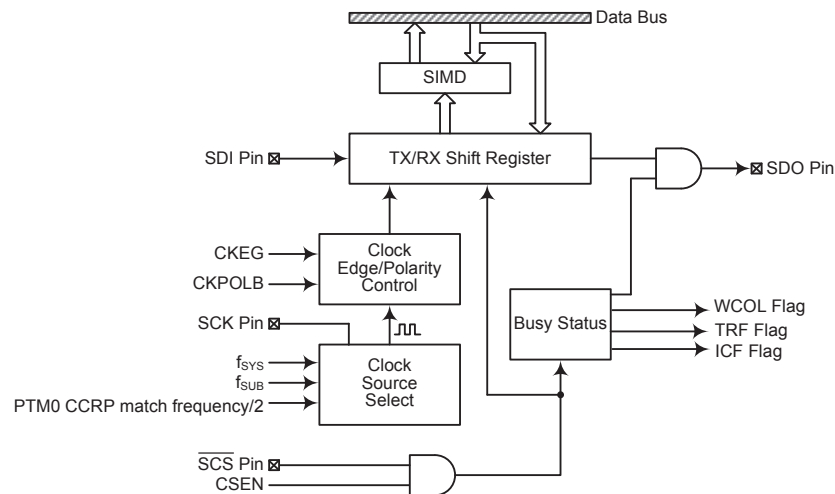 Data Bus
SIMD
SDI Pin
TX/RX Shift Register
SDO Pin
CKEG
CKPOLB
Clock
Edge/Polarity
Control
SCK Pin
Busy Status
WCOL Flag
TRF Flag
ICF Flag
fSYS
fSUB
PTM0 CCRP match frequency/2
Clock
Source
Select
SCS Pin
CSEN